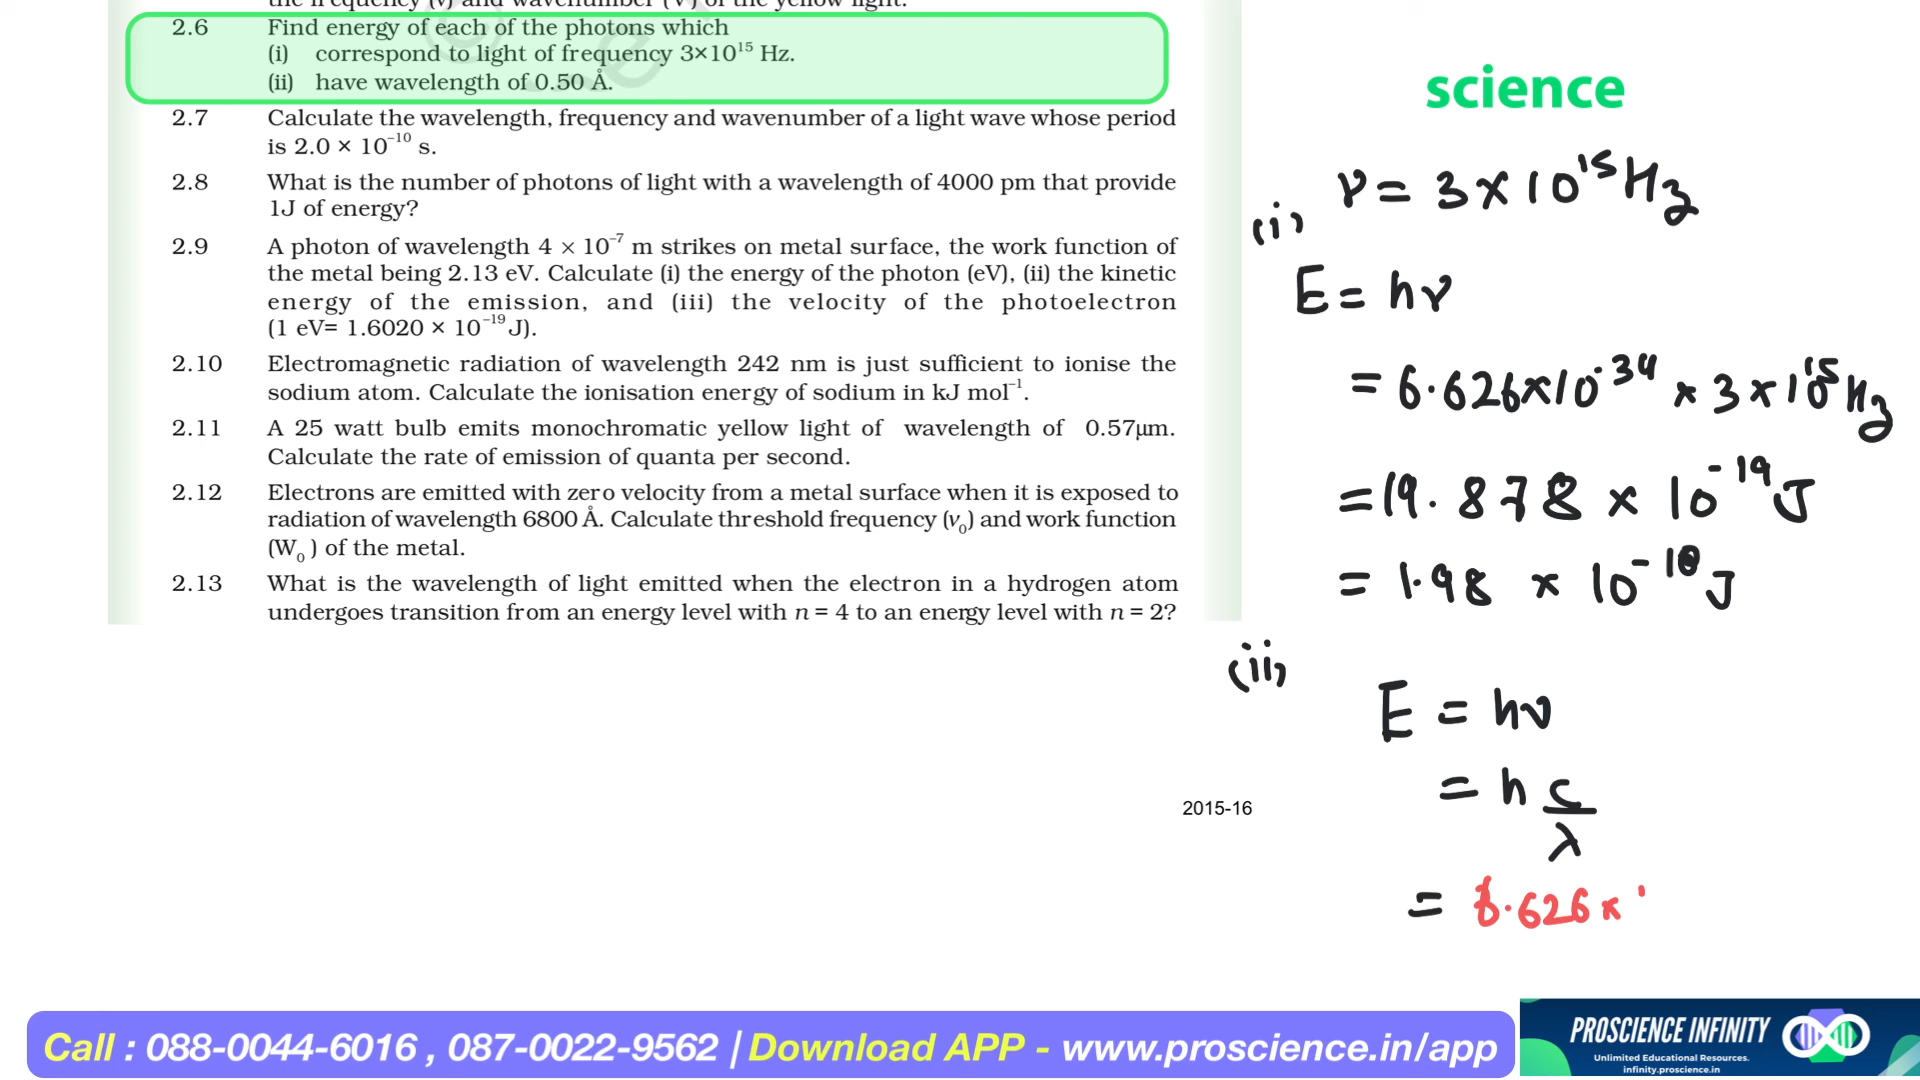 the frequency (ν) and wavenumber (ν̄) of the yellow light.
2.6 Find energy of each of the photons which
(i) correspond to light of frequency 3×10¹⁵ Hz.
(ii) have wavelength of 0.50 Å.
2.7 Calculate the wavelength, frequency and wavenumber of a light wave whose period
is 2.0 × 10⁻¹⁰ s.
2.8 What is the number of photons of light with a wavelength of 4000 pm that provide
1J of energy?
2.9 A photon of wavelength 4 × 10⁻⁷ m strikes on metal surface, the work function of
the metal being 2.13 eV. Calculate (i) the energy of the photon (eV), (ii) the kinetic
energy of the emission, and (iii) the velocity of the photoelectron
(1 eV= 1.6020 × 10⁻¹⁹ J).
2.10 Electromagnetic radiation of wavelength 242 nm is just sufficient to ionise the
sodium atom. Calculate the ionisation energy of sodium in kJ mol⁻¹.
2.11 A 25 watt bulb emits monochromatic yellow light of wavelength of 0.57μm.
Calculate the rate of emission of quanta per second.
2.12 Electrons are emitted with zero velocity from a metal surface when it is exposed to
radiation of wavelength 6800 Å. Calculate threshold frequency (ν₀) and work function
(W₀ ) of the metal.
2.13 What is the wavelength of light emitted when the electron in a hydrogen atom
undergoes transition from an energy level with n = 4 to an energy level with n = 2?
2015-16
science
(i) ν = 3 × 10¹⁵ Hz
E = hν
= 6.626×10⁻³⁴ × 3 × 10¹⁵ Hz
= 19.878 × 10⁻¹⁹ J
= 1.98 × 10⁻¹⁸ J
(ii)
E = hν
= h c/λ
= 6.626 ×
Call : 088-0044-6016 , 087-0022-9562 | Download APP - www.proscience.in/app
PROSCIENCE INFINITY
Unlimited Educational Resources.
infinity.proscience.in